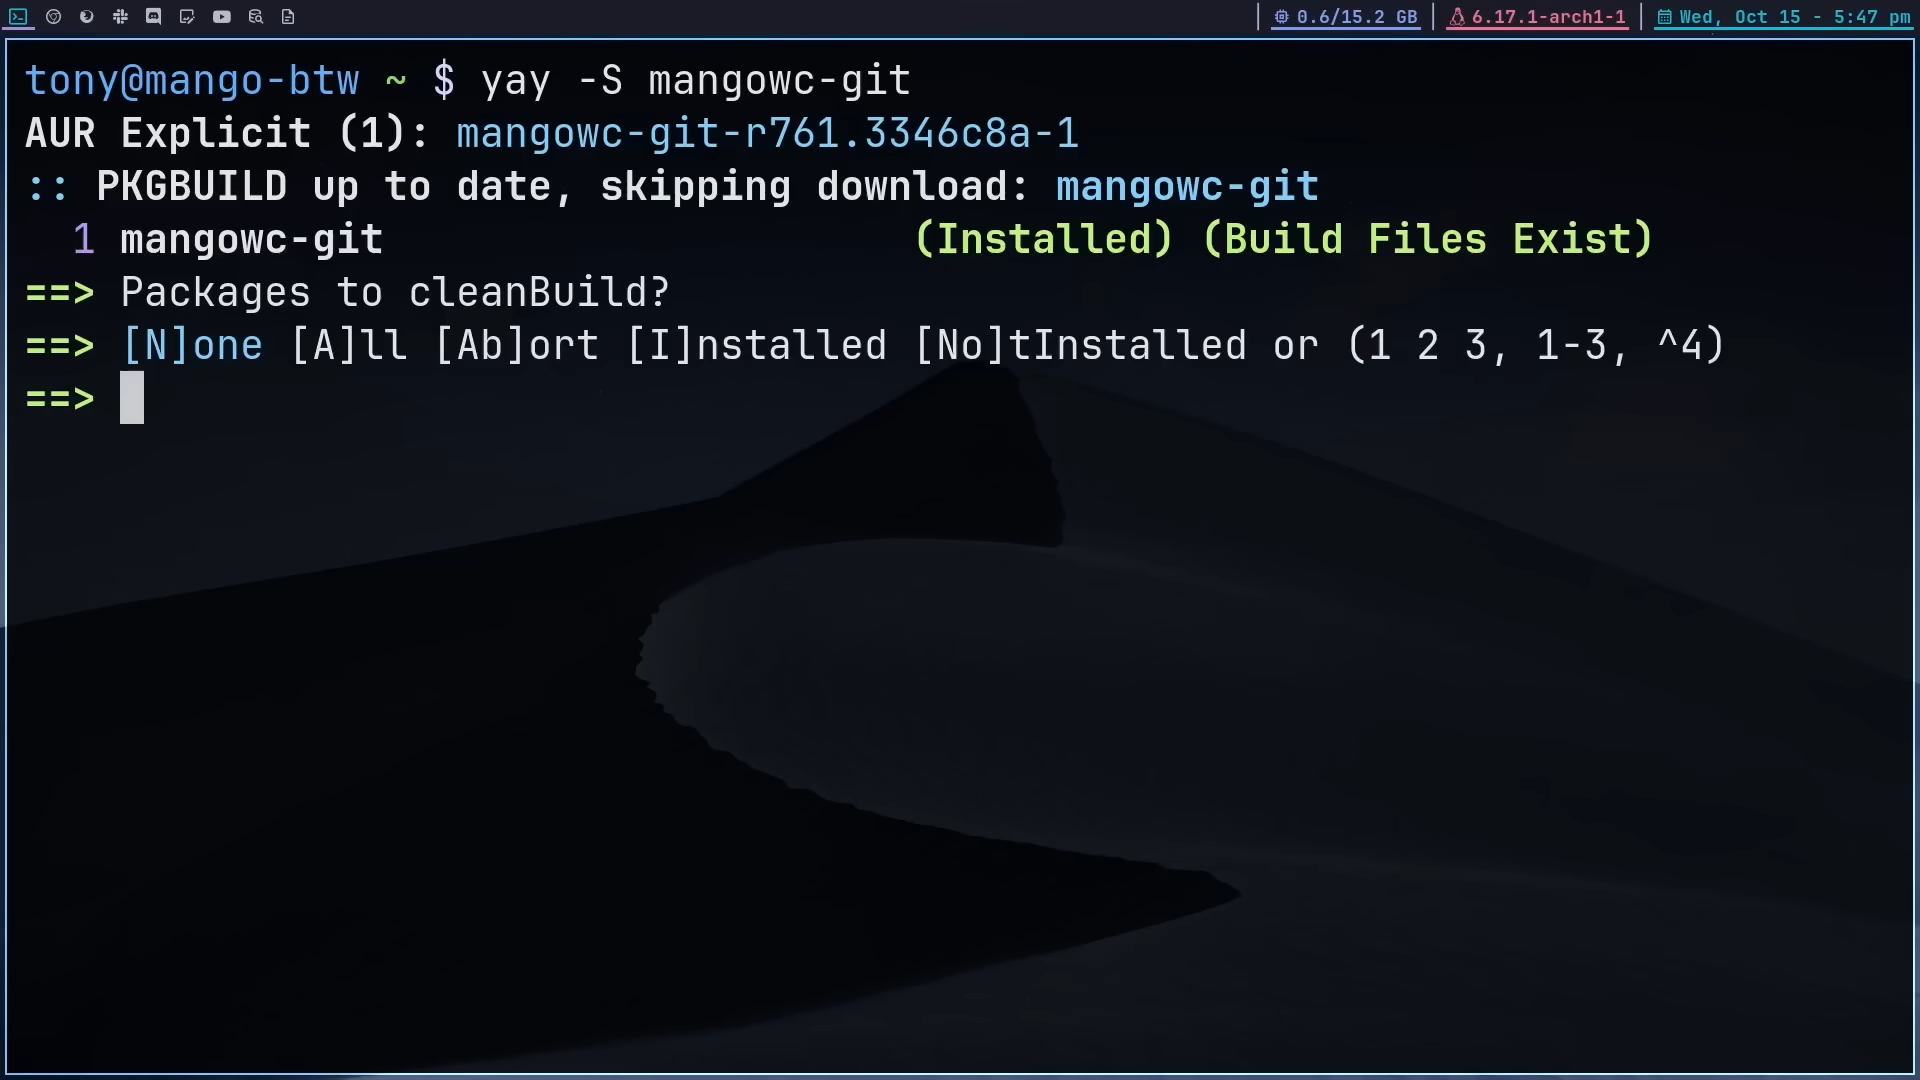 0.6/15.2 GB
6.17.1-arch1-1
Wed, Oct 15 - 5:47 pm
tony@mango-btw ~ $ yay -S mangowc-git
AUR Explicit (1): mangowc-git-r761.3346c8a-1
:: PKGBUILD up to date, skipping download: mangowc-git
1 mangowc-git (Installed) (Build Files Exist)
==> Packages to cleanBuild?
==> [N]one [A]ll [Ab]ort [I]nstalled [No]tInstalled or (1 2 3, 1-3, ^4)
==>